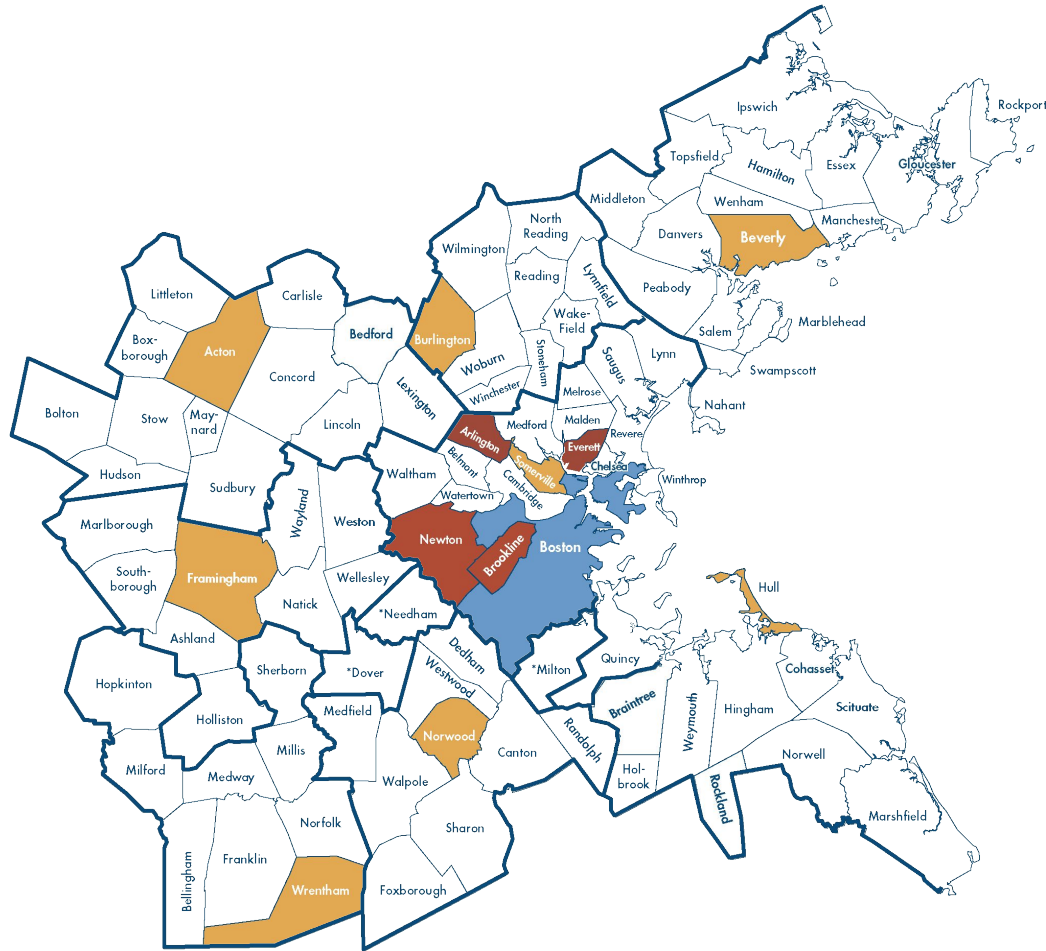 Ipswich
Rockport
Topsfield
Hamilton
Essex
Gloucester
Middleton
Wenham
Manchester
Danvers
Beverly
North
Reading
Wilmington
Reading
Lynnfield
Peabody
Littleton
Carlisle
Wake-
Field
Salem
Marblehead
Box-
borough
Acton
Bedford
Burlington
Woburn
Stoneham
Saugus
Lynn
Swampscott
Concord
Lexington
Winchester
Melrose
Nahant
Bolton
Stow
May-
nard
Lincoln
Arlington
Medford
Malden
Revere
Everett
Hudson
Sudbury
Waltham
Belmont
Somerville
Chelsea
Winthrop
Cambridge
Watertown
Marlborough
Wayland
Weston
Newton
Brookline
Boston
South-
borough
Framingham
Wellesley
Natick
*Needham
Hull
Ashland
Sherborn
*Dover
Dedham
Westwood
*Milton
Quincy
Cohasset
Hopkinton
Holliston
Medfield
Norwood
Canton
Randolph
Braintree
Weymouth
Hingham
Scituate
Milford
Medway
Millis
Walpole
Hol-
brook
Rockland
Norwell
Marshfield
Norfolk
Sharon
Bellingham
Franklin
Wrentham
Foxborough